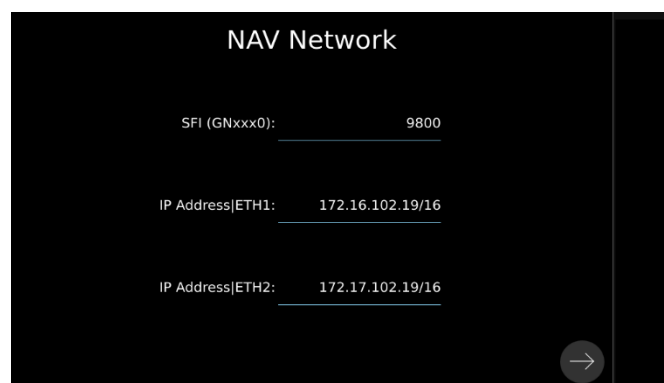 NAV Network
SFI (GNxxx0): 9800
IP Address|ETH1: 172.16.102.19/16
IP Address|ETH2: 172.17.102.19/16